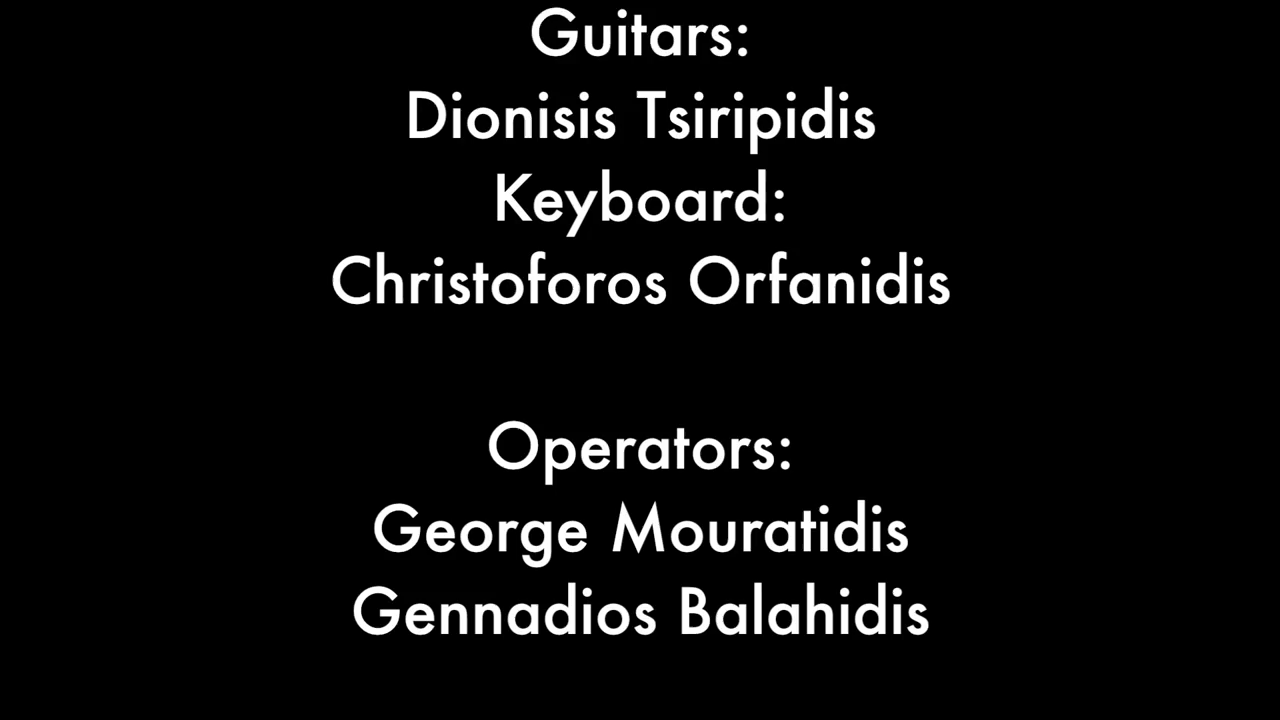 Guitars:
Dionisis Tsiripidis
Keyboard:
Christoforos Orfanidis
Operators:
George Mouratidis
Gennadios Balahidis